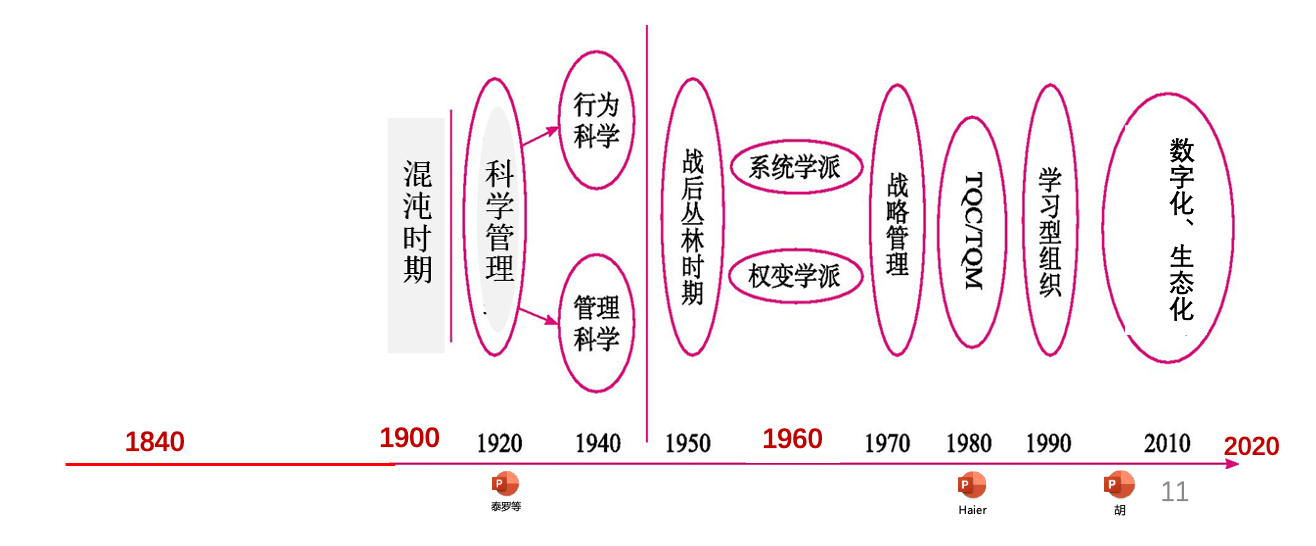 混沌时期
科学管理
行为
科学
管理
科学
战后丛林时期
系统学派
权变学派
战略管理
TQC/TQM
学习型组织
数字化、生态化
1840
1900
1920
1940
1950
1960
1970
1980
1990
2010
2020
P
泰罗等
P
Haier
P
胡
11